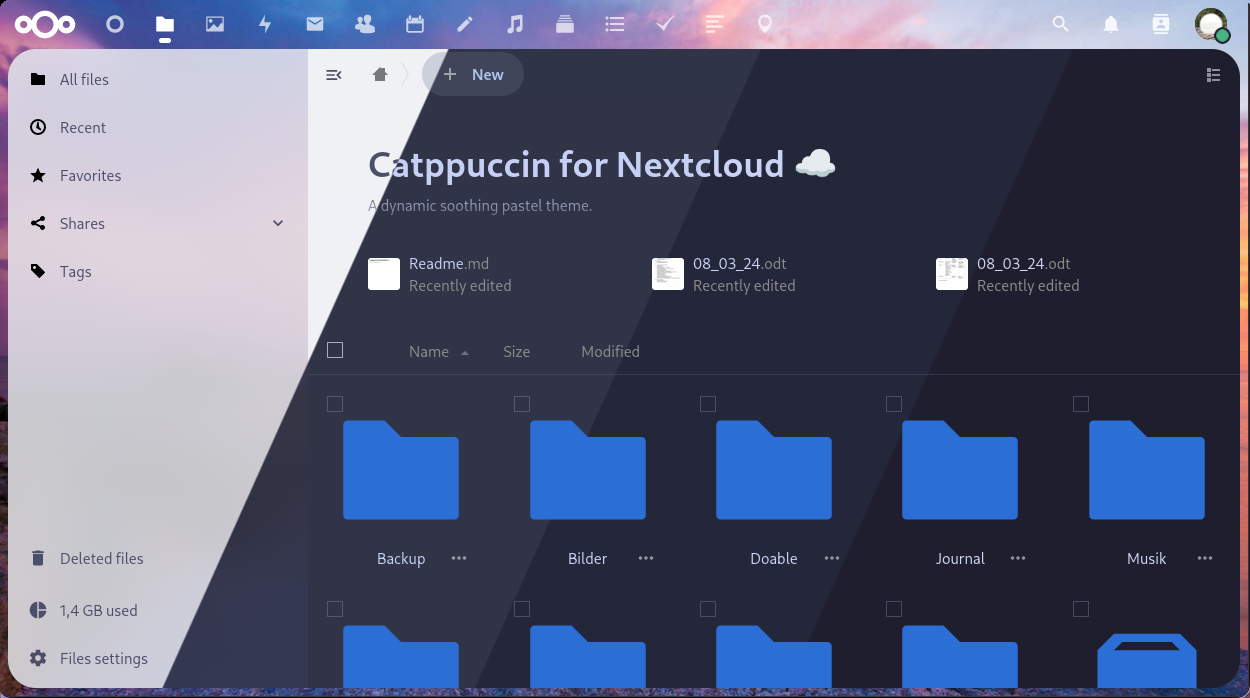 All files
Recent
Favorites
Shares
Tags
Deleted files
1,4 GB used
Files settings
New
Catppuccin for Nextcloud ☁️
A dynamic soothing pastel theme.
Readme.md
Recently edited
08_03_24.odt
Recently edited
08_03_24.odt
Recently edited
Name Size Modified
Backup
Bilder
Doable
Journal
Musik